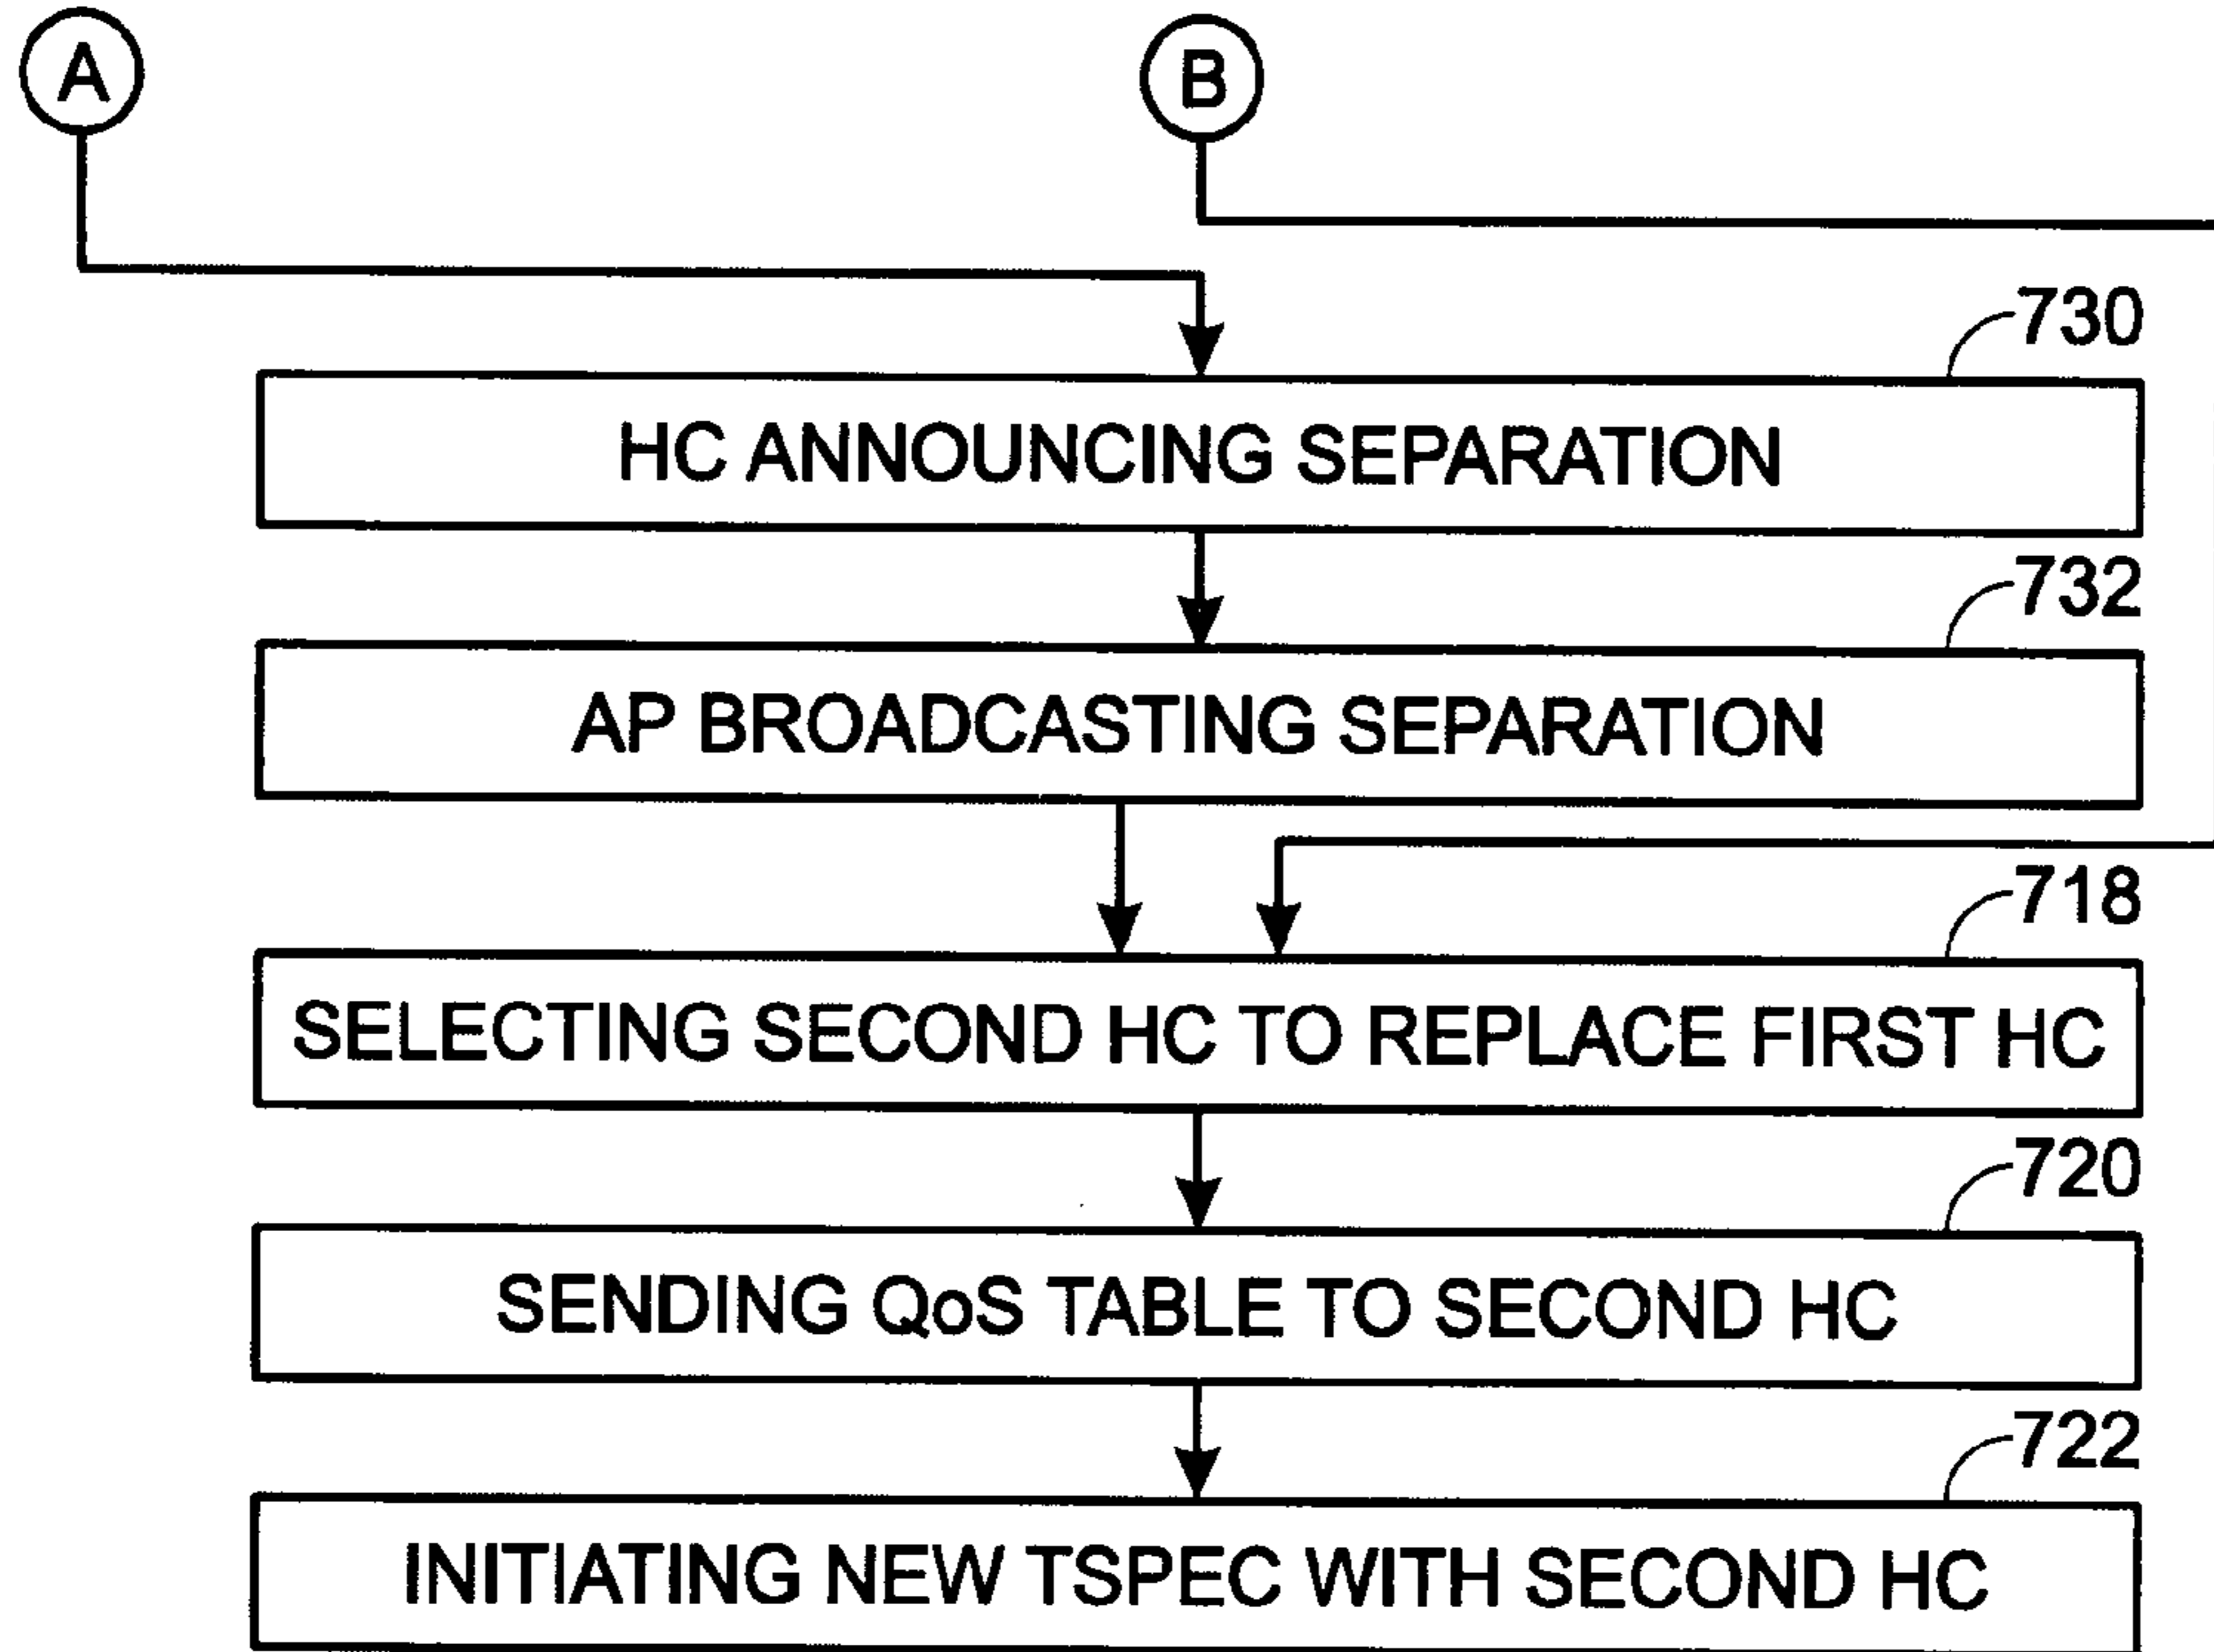 A
B
730
HC ANNOUNCING SEPARATION
732
AP BROADCASTING SEPARATION
718
SELECTING SECOND HC TO REPLACE FIRST HC
720
SENDING QoS TABLE TO SECOND HC
722
INITIATING NEW TSPEC WITH SECOND HC